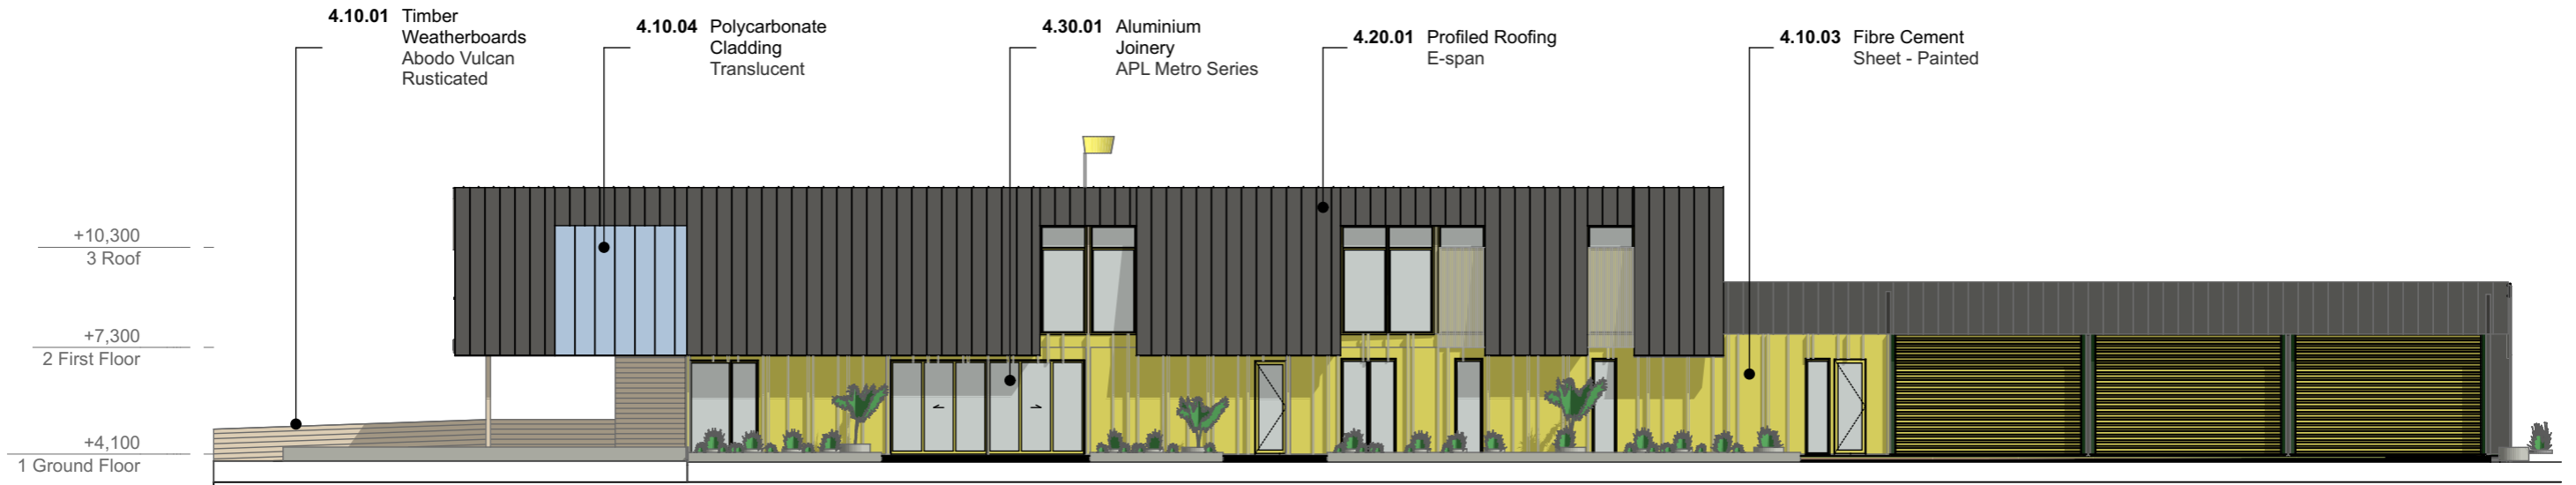 4.10.01 Timber
Weatherboards
Abodo Vulcan
Rusticated
4.10.04 Polycarbonate
Cladding
Translucent
4.30.01 Aluminium
Joinery
APL Metro Series
4.20.01 Profiled Roofing
E-span
4.10.03 Fibre Cement
Sheet - Painted
+10,300
3 Roof
+7,300
2 First Floor
+4,100
1 Ground Floor